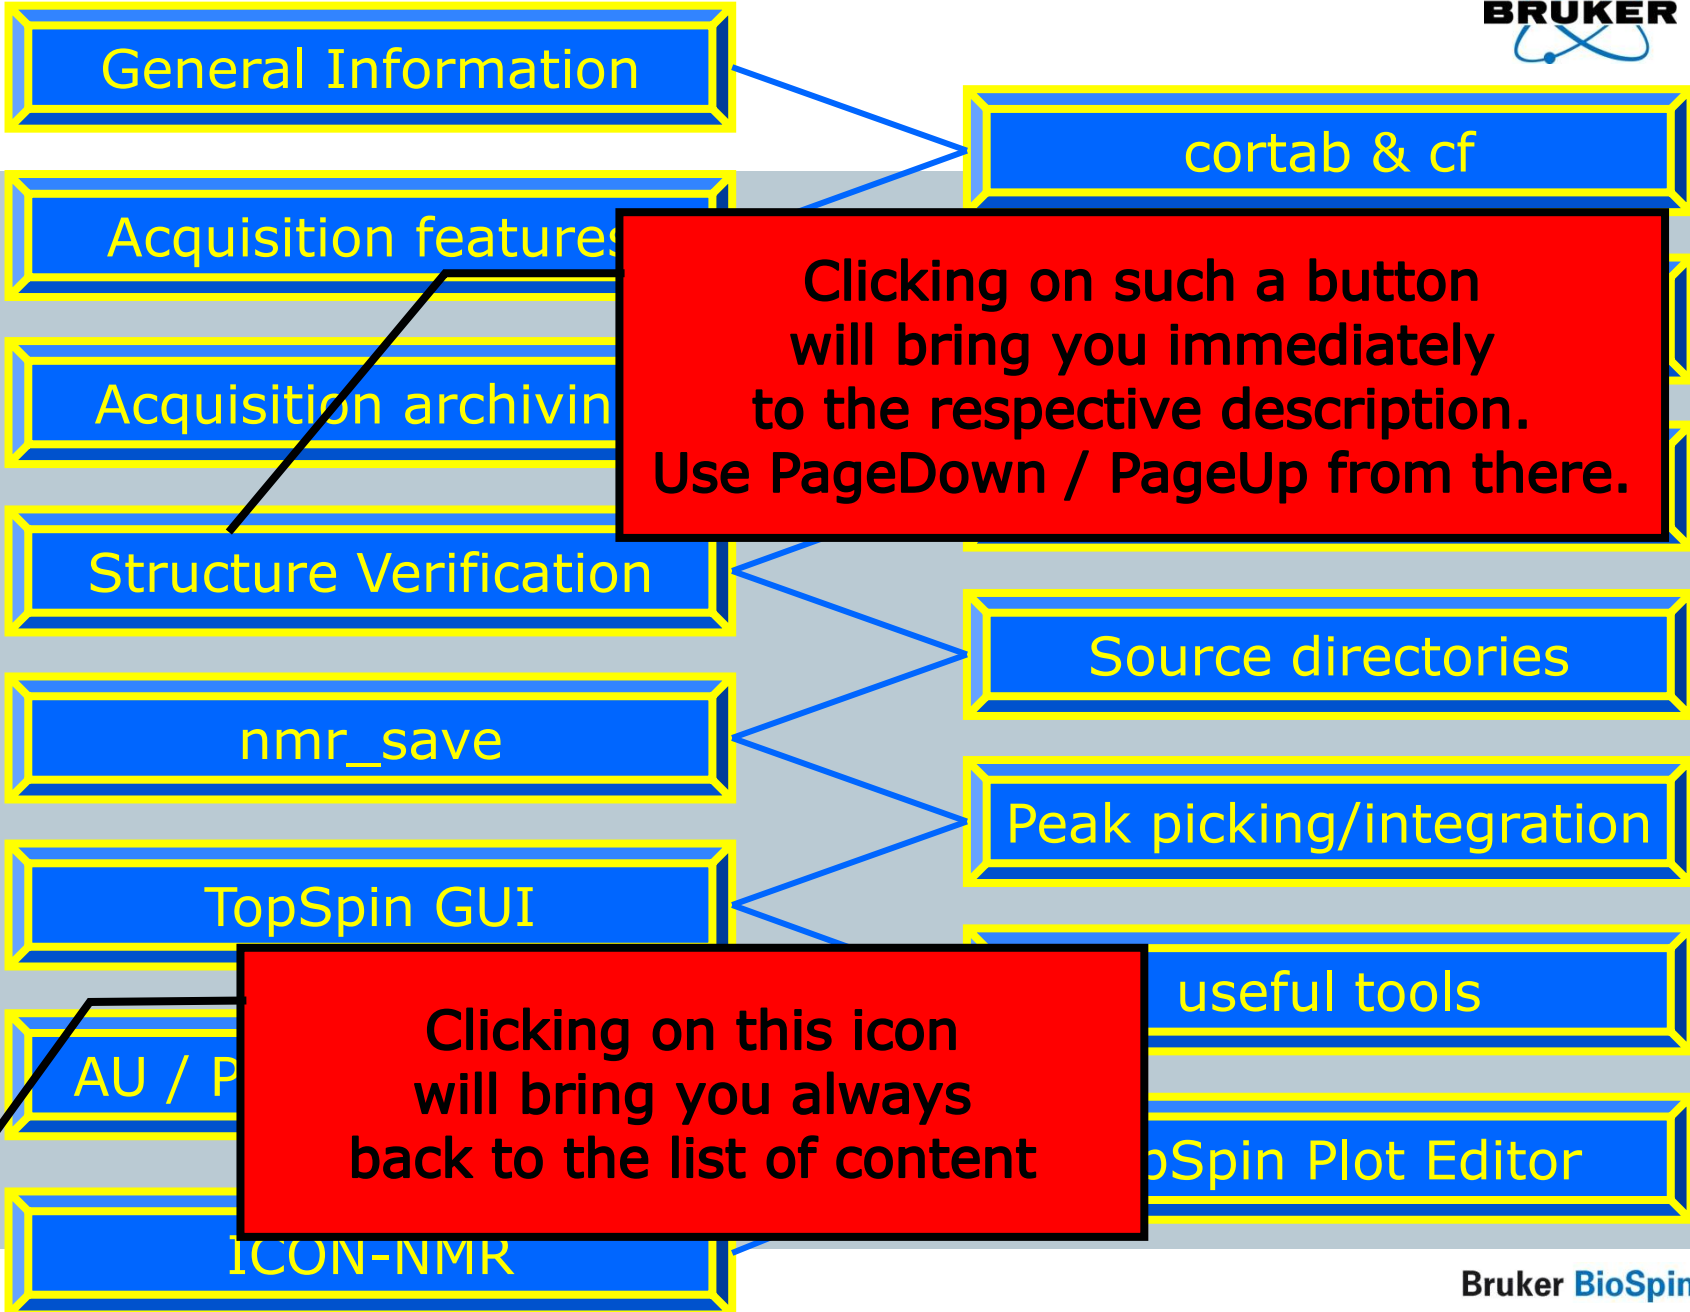 BRUKER
General Information
cortab & cf
Acquisition features
Clicking on such a button
will bring you immediately
to the respective description.
Use PageDown / PageUp from there.
Acquisition archivin
Structure Verification
Source directories
nmr_save
Peak picking/integration
TopSpin GUI
useful tools
Clicking on this icon
will bring you always
back to the list of content
AU / P
pSpin Plot Editor
ICON-NMR
Bruker BioSpin